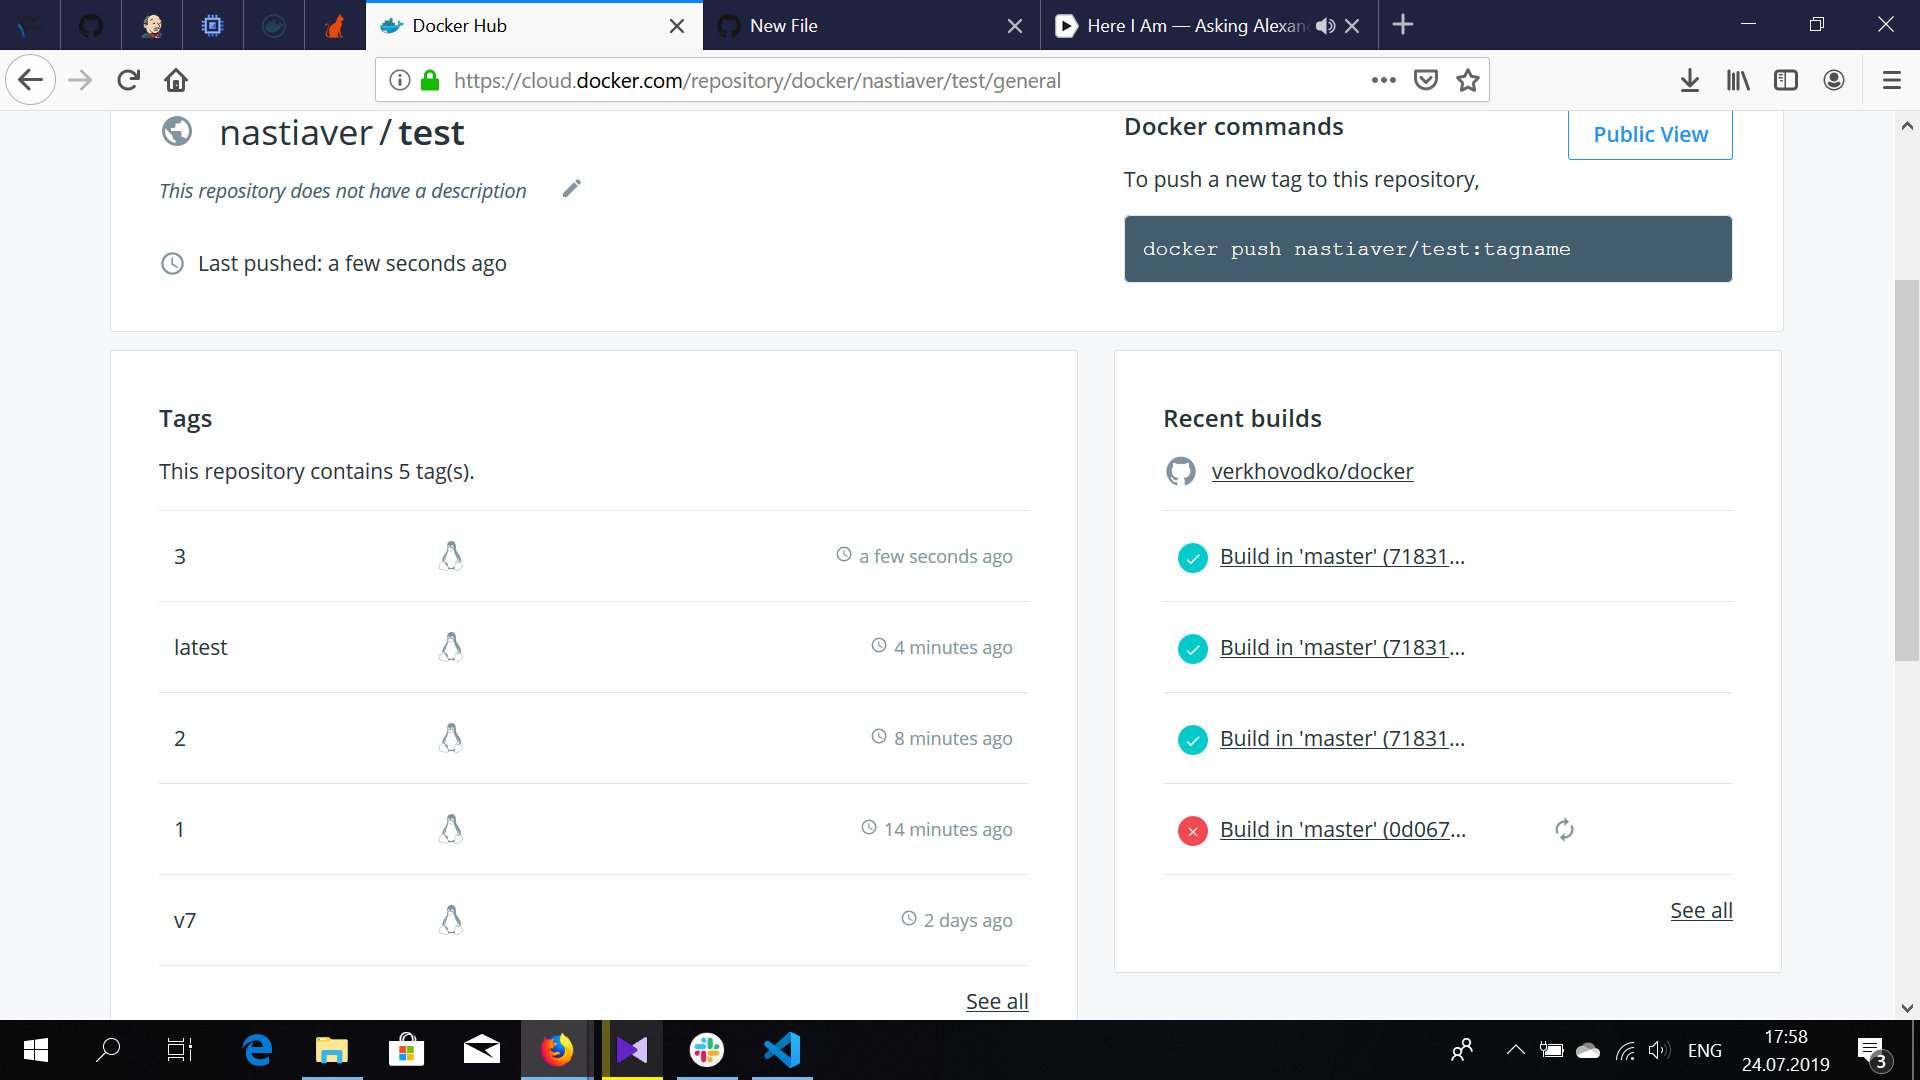 Docker Hub
New File
Here I Am — Asking Alexan
https://cloud.docker.com/repository/docker/nastiaver/test/general
nastiaver / test
This repository does not have a description
Last pushed: a few seconds ago
Docker commands
Public View
To push a new tag to this repository,
docker push nastiaver/test:tagname
Tags
This repository contains 5 tag(s).
3
a few seconds ago
latest
4 minutes ago
2
8 minutes ago
1
14 minutes ago
v7
2 days ago
See all
Recent builds
verkhovodko/docker
Build in 'master' (71831...
Build in 'master' (71831...
Build in 'master' (71831...
Build in 'master' (0d067...
See all
ENG
17:58
24.07.2019
3